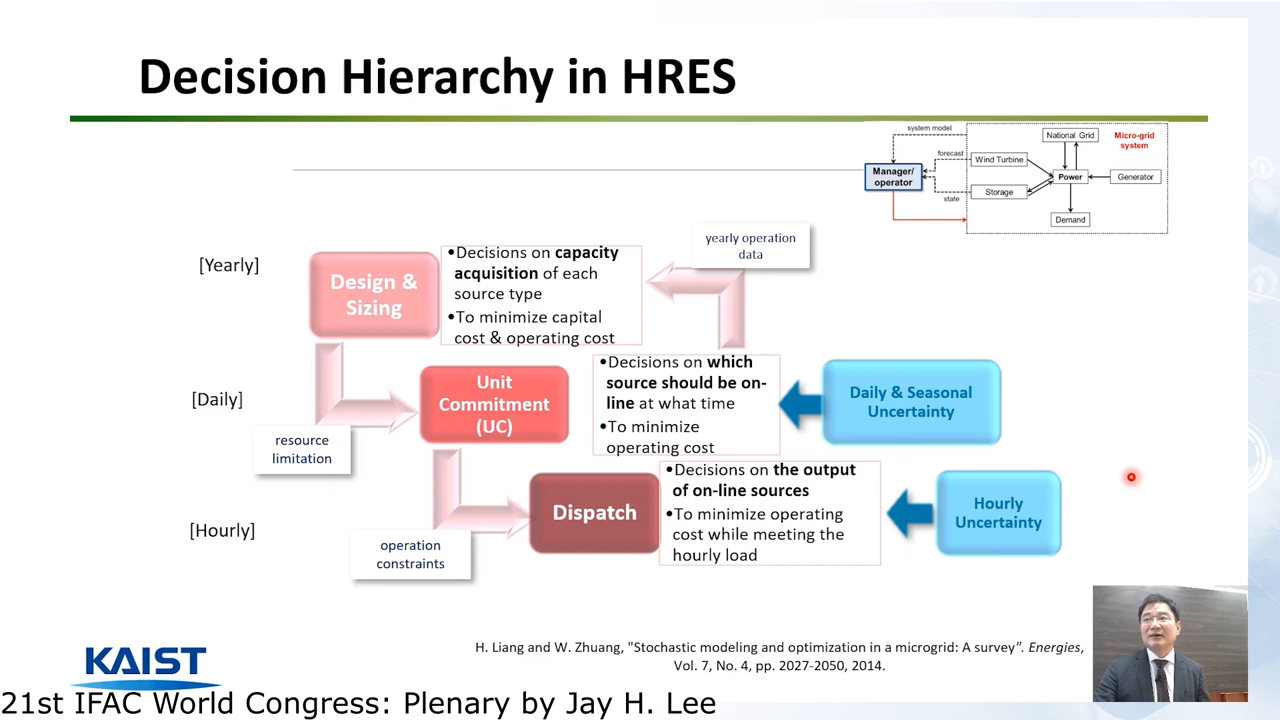 Decision Hierarchy in HRES
system model
National Grid
Micro-grid
system
forecast
Wind Turbine
Manager/
operator
Power
Generator
Storage
state
Demand
[Yearly]
Design &
Sizing
•Decisions on capacity
acquisition of each
source type
•To minimize capital
cost & operating cost
yearly operation
data
[Daily]
resource
limitation
Unit
Commitment
(UC)
•Decisions on which
source should be on-
line at what time
•To minimize
operating cost
Daily & Seasonal
Uncertainty
[Hourly]
operation
constraints
Dispatch
•Decisions on the output
of on-line sources
•To minimize operating
cost while meeting the
hourly load
Hourly
Uncertainty
H. Liang and W. Zhuang, "Stochastic modeling and optimization in a microgrid: A survey". Energies,
Vol. 7, No. 4, pp. 2027-2050, 2014.
KAIST
21st IFAC World Congress: Plenary by Jay H. Lee